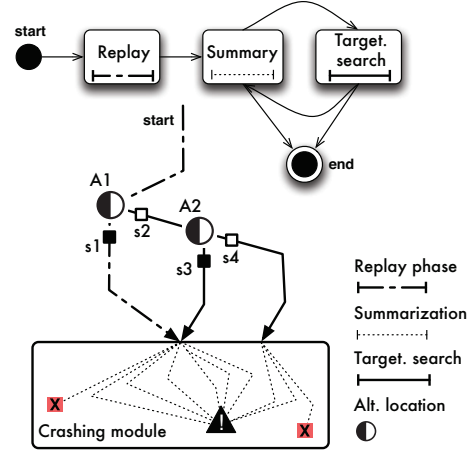 start
Replay
Summary
Target.
search
end
start
A1
A2
s1
s2
s3
s4
Replay phase
Summarization
Target. search
Alt. location
X
!
X
Crashing module